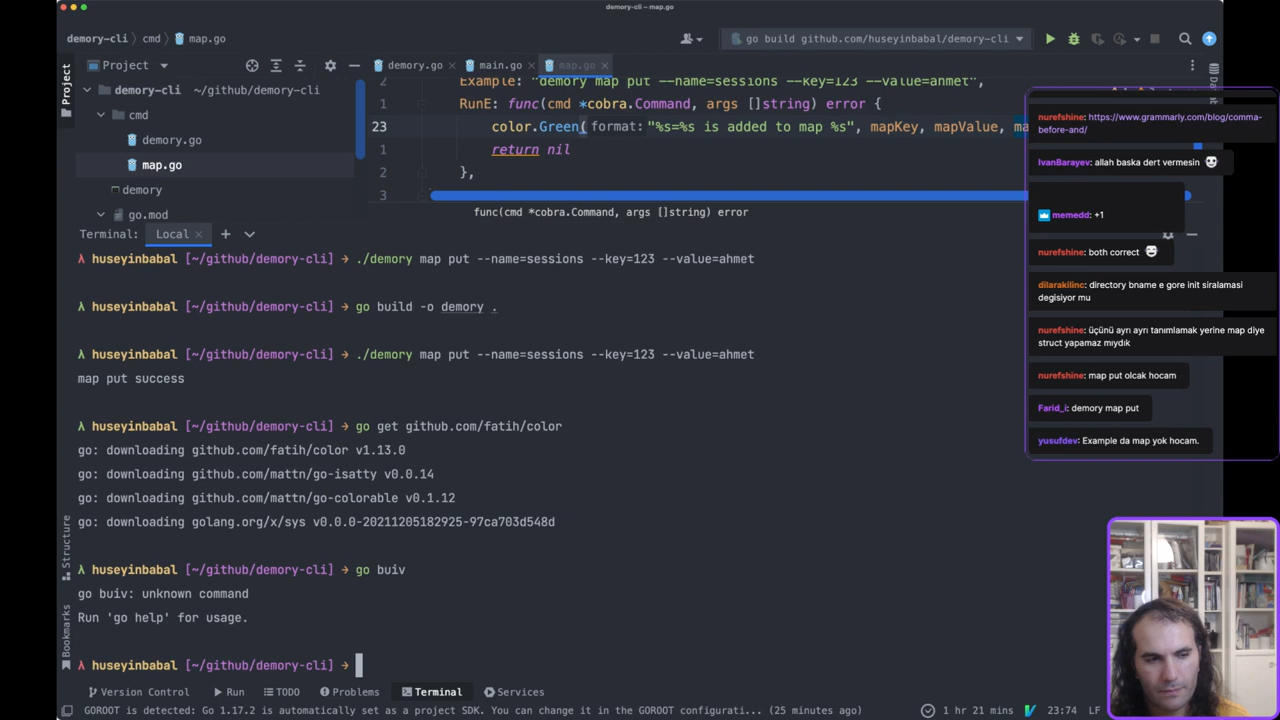 demory-cli – map.go
demory-cli › cmd › map.go
go build github.com/huseyinbabal/demory-cli
Project
demory.go
main.go
map.go
demory-cli ~/github/demory-cli
cmd
demory.go
map.go
demory
go.mod
2 Example: "demory map put --name=sessions --key=123 --value=ahmet",
1 RunE: func(cmd *cobra.Command, args []string) error {
23 color.Green( format: "%s=%s is added to map %s", mapKey, mapValue, ma
1 return nil
2 },
3
func(cmd *cobra.Command, args []string) error
Terminal: Local
λ huseyinbabal [~/github/demory-cli] → ./demory map put --name=sessions --key=123 --value=ahmet
λ huseyinbabal [~/github/demory-cli] → go build -o demory .
λ huseyinbabal [~/github/demory-cli] → ./demory map put --name=sessions --key=123 --value=ahmet
map put success
λ huseyinbabal [~/github/demory-cli] → go get github.com/fatih/color
go: downloading github.com/fatih/color v1.13.0
go: downloading github.com/mattn/go-isatty v0.0.14
go: downloading github.com/mattn/go-colorable v0.1.12
go: downloading golang.org/x/sys v0.0.0-20211205182925-97ca703d548d
λ huseyinbabal [~/github/demory-cli] → go buiv
go buiv: unknown command
Run 'go help' for usage.
λ huseyinbabal [~/github/demory-cli] →
Project
Structure
Bookmarks
nurefshine: https://www.grammarly.com/blog/comma-
before-and/
IvanBarayev: allah baska dert vermesin
memedd: +1
nurefshine: both correct
dilarakilinc: directory bname e gore init siralamasi
degisiyor mu
nurefshine: üçünü ayrı ayrı tanımlamak yerine map diye
struct yapamaz mıydık
nurefshine: map put olcak hocam
Farid_i: demory map put
yusufdev: Example da map yok hocam.
Version Control Run TODO Problems Terminal Services
GOROOT is detected: Go 1.17.2 is automatically set as a project SDK. You can change it in the GOROOT configurati... (25 minutes ago)
1 hr 21 mins
23:74 LF